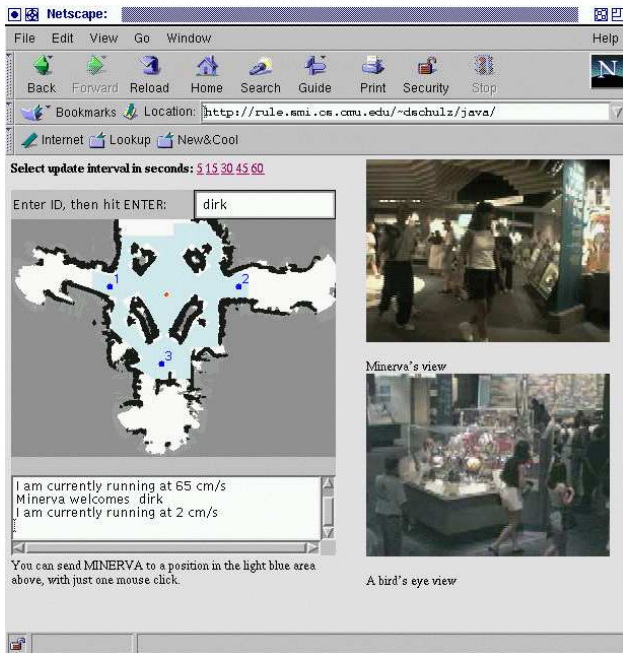 Netscape:
File Edit View Go Window Help
Back Forward Reload Home Search Guide Print Security Stop
N
Bookmarks Location: http://rule.smi.cs.cmu.edu/~dschulz/java/
Internet Lookup New&Cool
Select update interval in seconds: 5 15 30 45 60
Enter ID, then hit ENTER: dirk
1
2
3
Minerva's view
I am currently running at 65 cm/s
Minerva welcomes dirk
I am currently running at 2 cm/s
You can send MINERVA to a position in the light blue area
above, with just one mouse click.
A bird's eye view